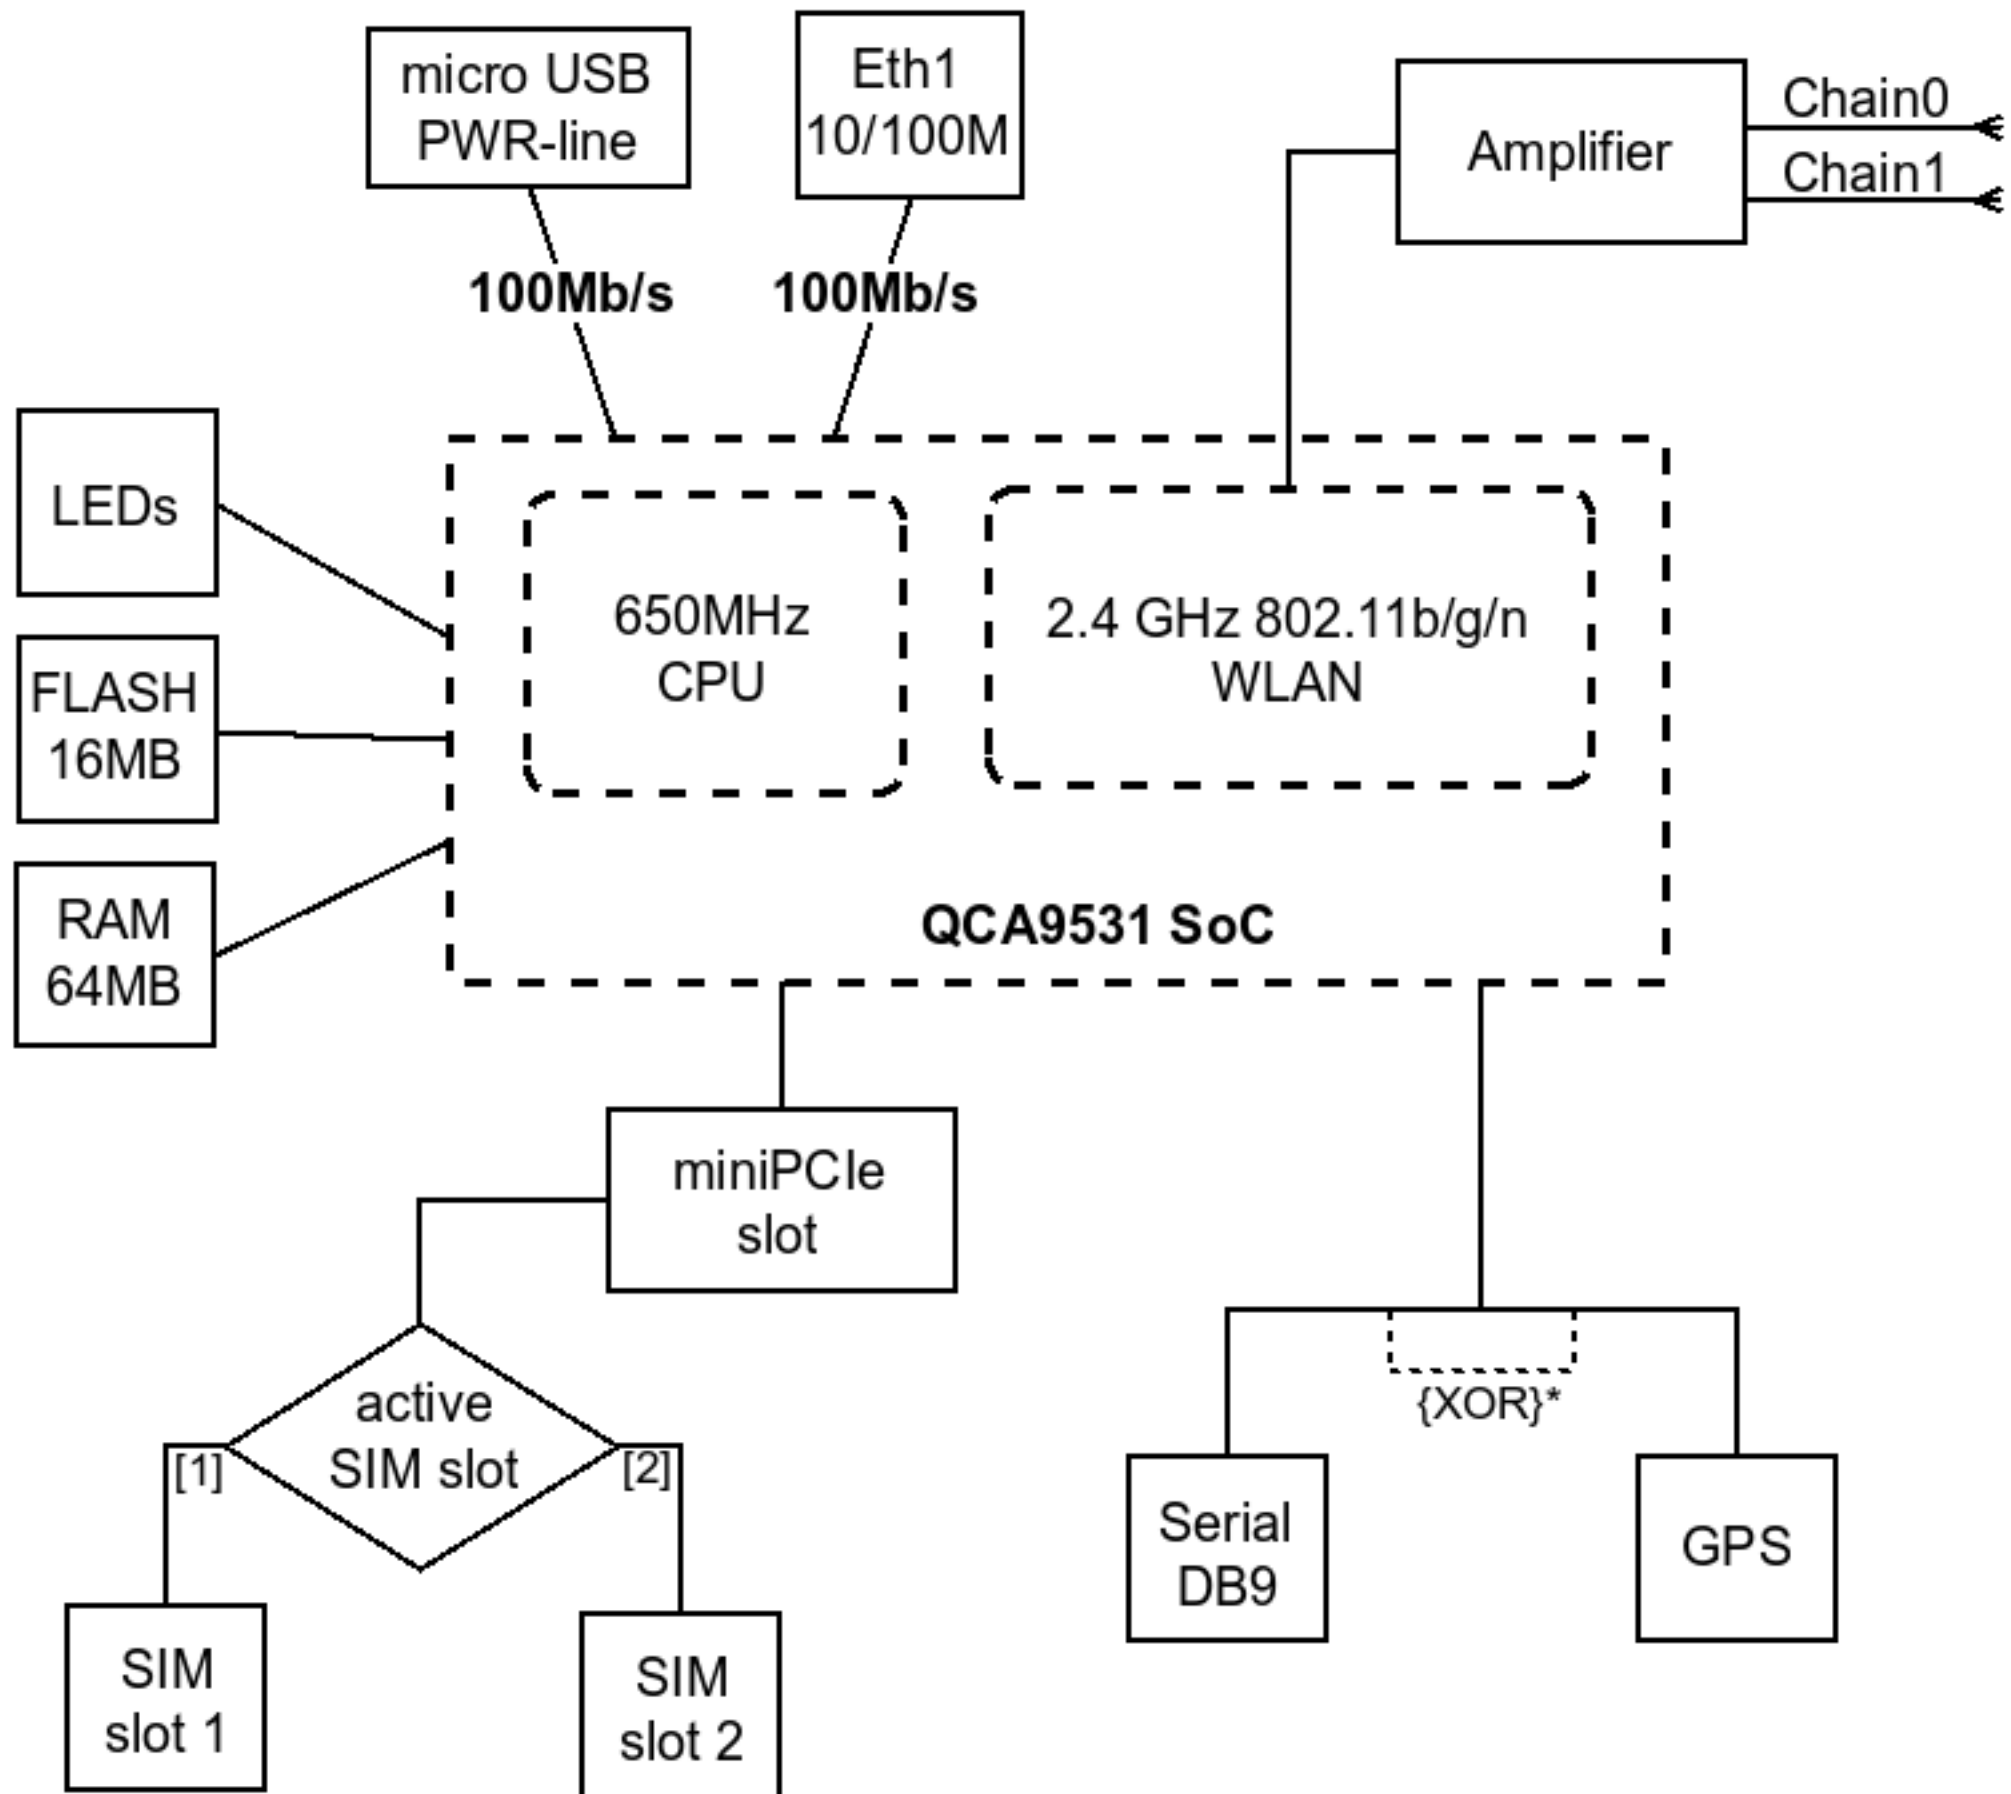 micro USB
PWR-line
Eth1
10/100M
Amplifier
Chain0
Chain1
100Mb/s
100Mb/s
LEDs
FLASH
16MB
RAM
64MB
650MHz
CPU
2.4 GHz 802.11b/g/n
WLAN
QCA9531 SoC
miniPCIe
slot
active
SIM slot
[1]
[2]
SIM
slot 1
SIM
slot 2
{XOR}*
Serial
DB9
GPS